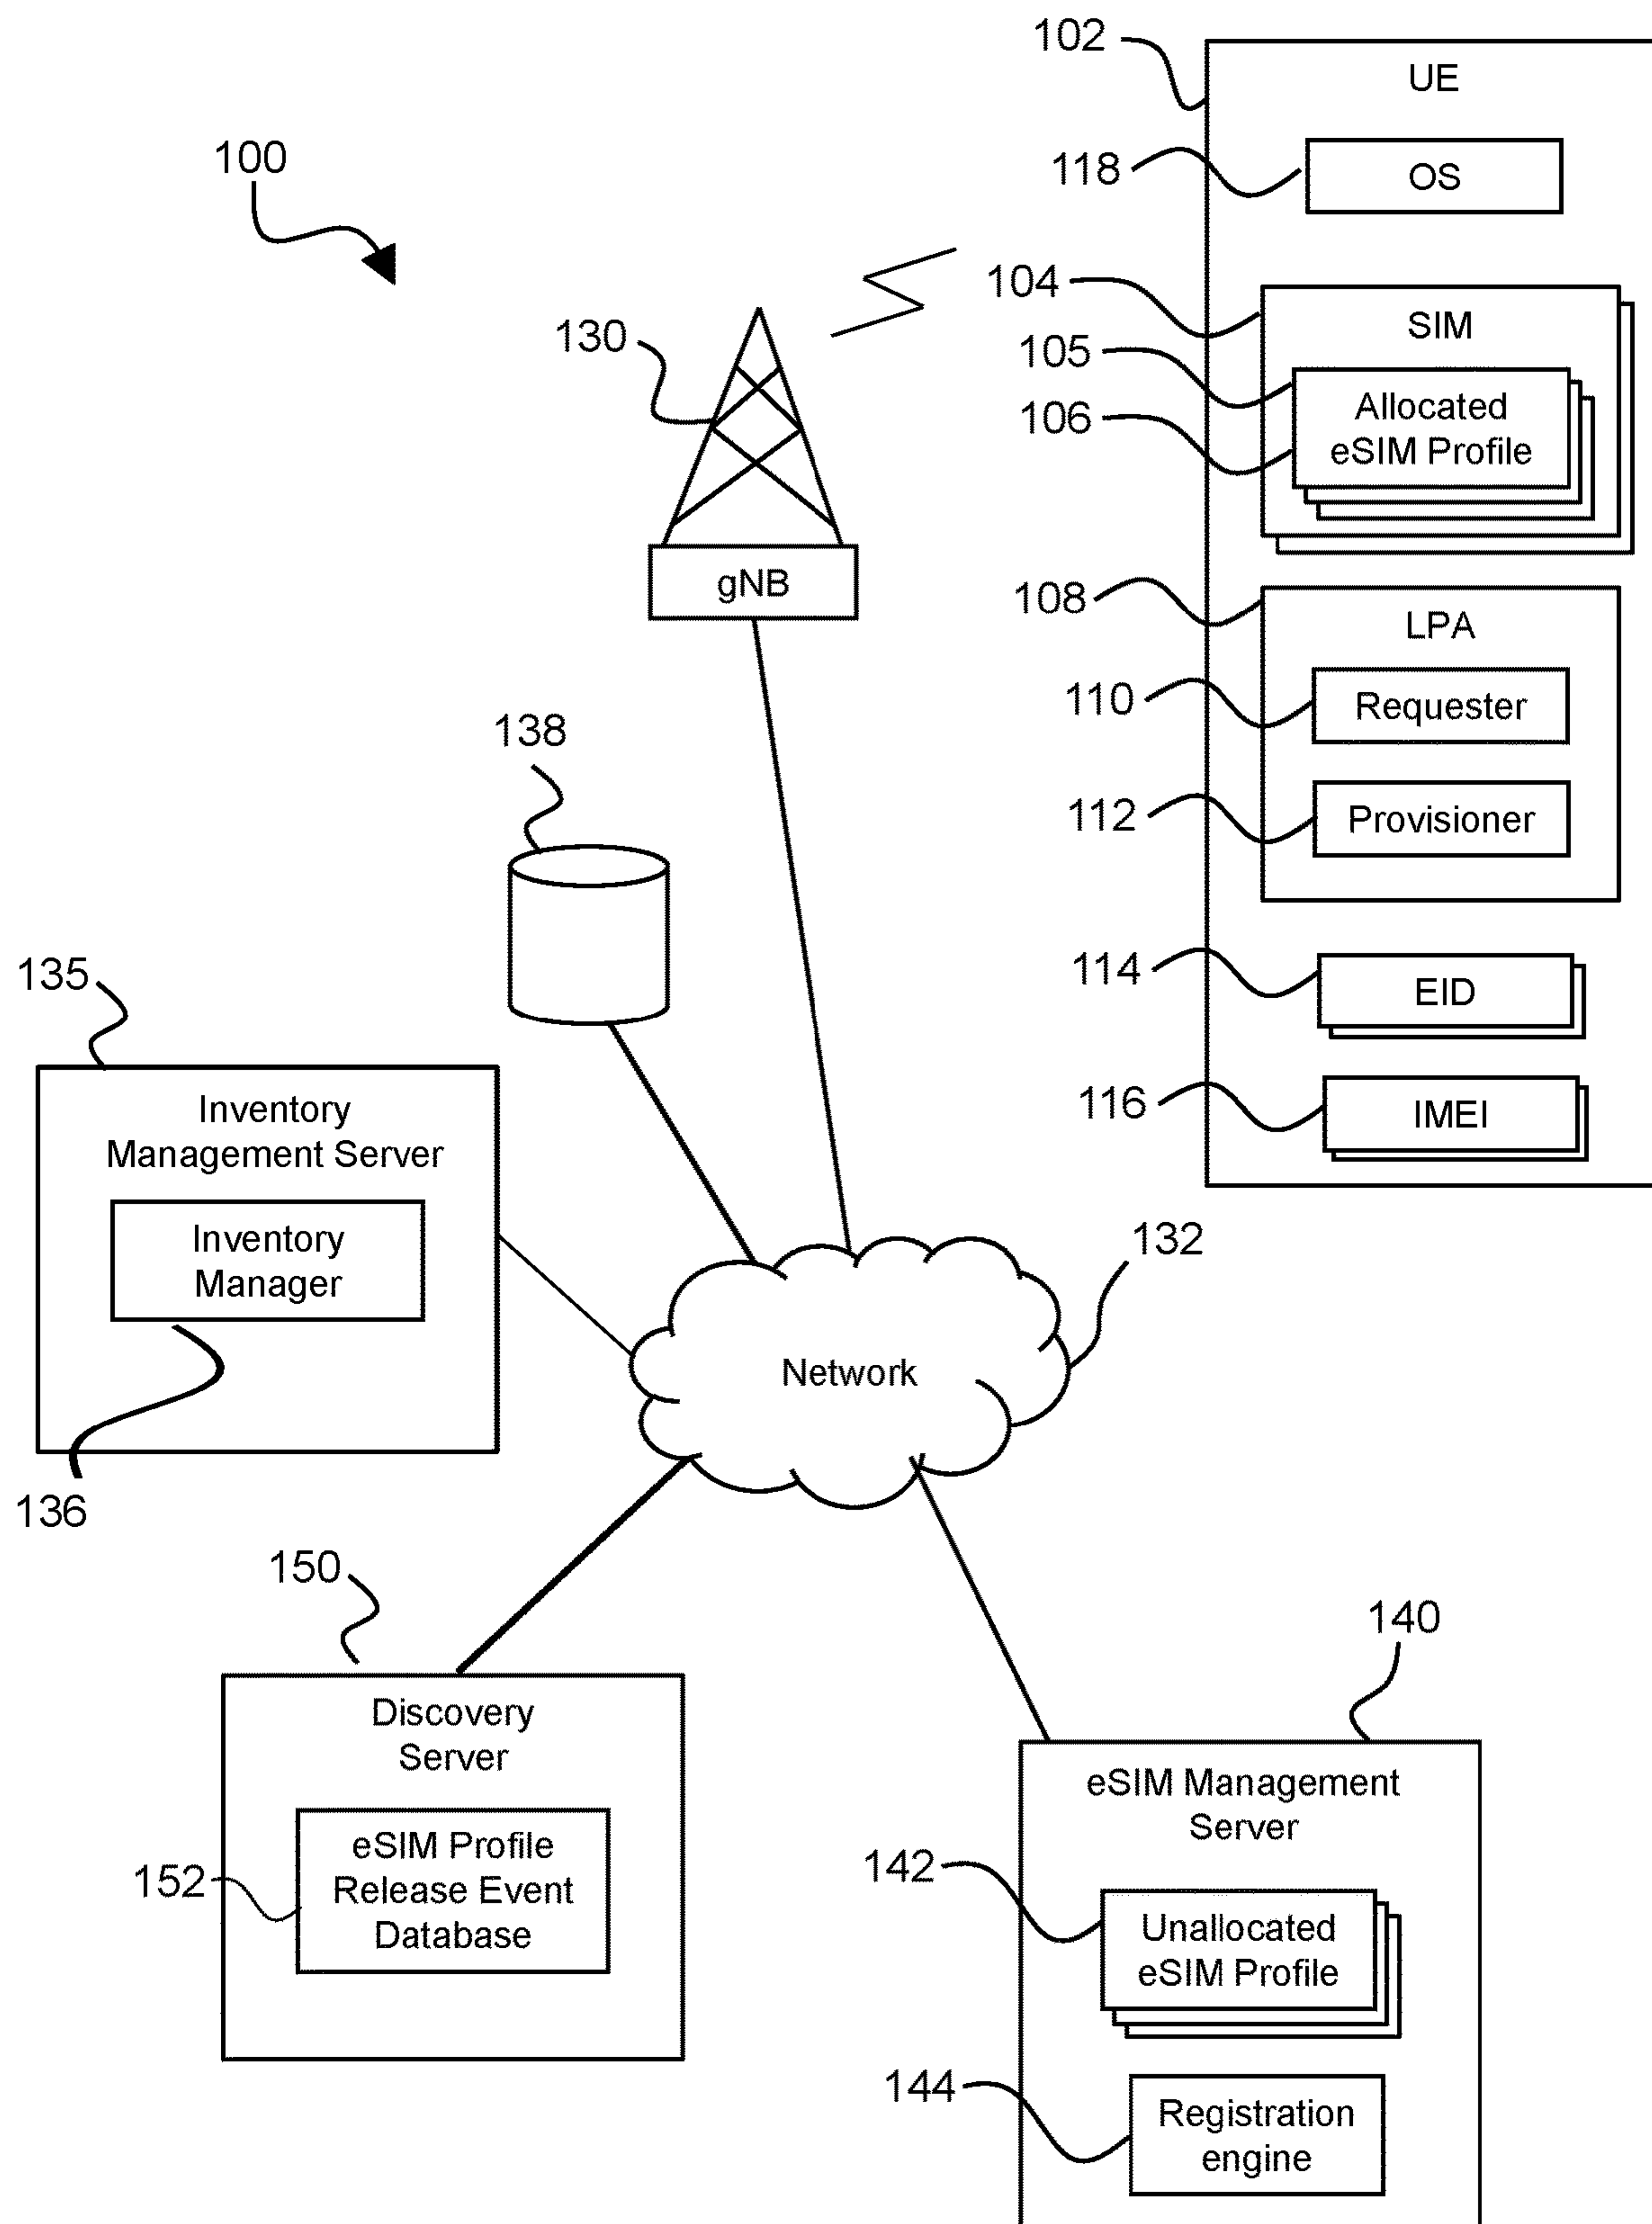 102
UE
100
118
OS
104
SIM
130
105
Allocated
106
eSIM Profile
gNB
108
LPA
110
Requester
138
112
Provisioner
135
114
EID
116
IMEI
Inventory
Management Server
Inventory
Manager
132
Network
136
150
140
Discovery
Server
eSIM Management
Server
eSIM Profile
152
Release Event
Database
142
Unallocated
eSIM Profile
144
Registration
engine